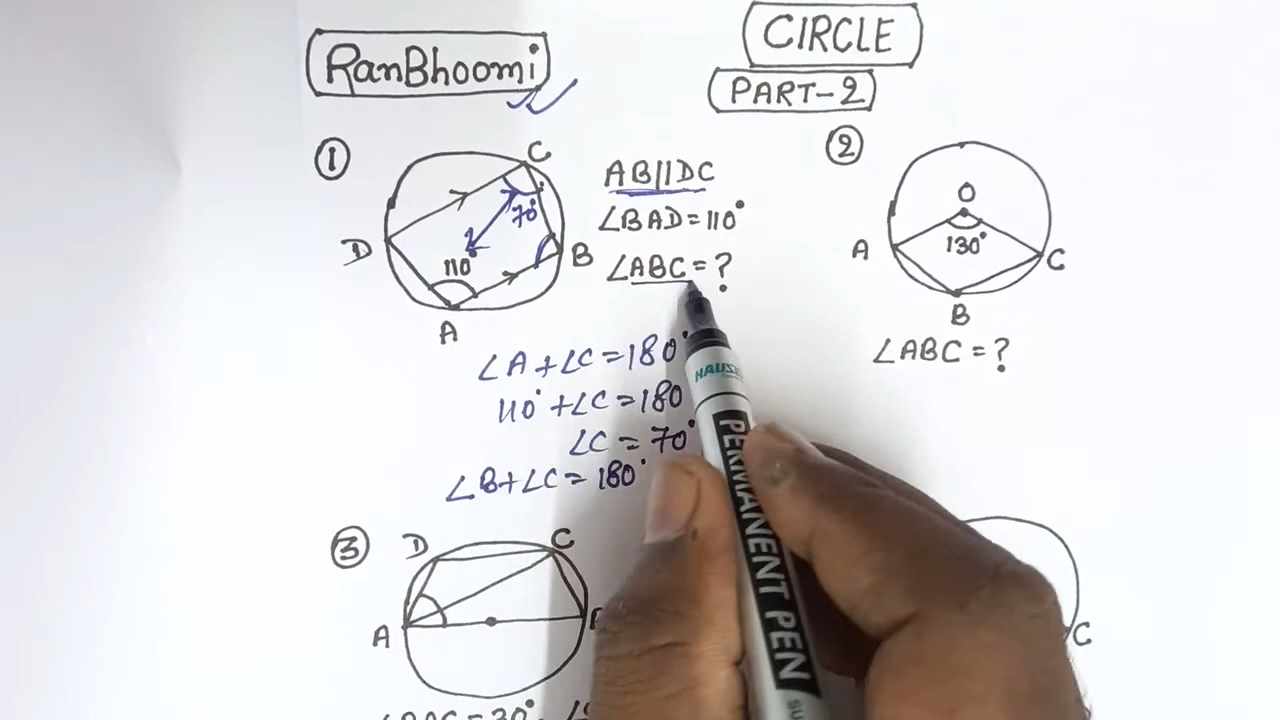 RanBhoomi
CIRCLE
PART-2
①
C
D
110°
70°
B
A
AB||DC
∠BAD=110°
∠ABC=?
∠A+∠C=180°
110°+∠C=180
∠C=70°
∠B+∠C=180°
②
O
A
130°
C
B
∠ABC=?
③
D
C
A
C
HAUSER
PERMANENT PEN